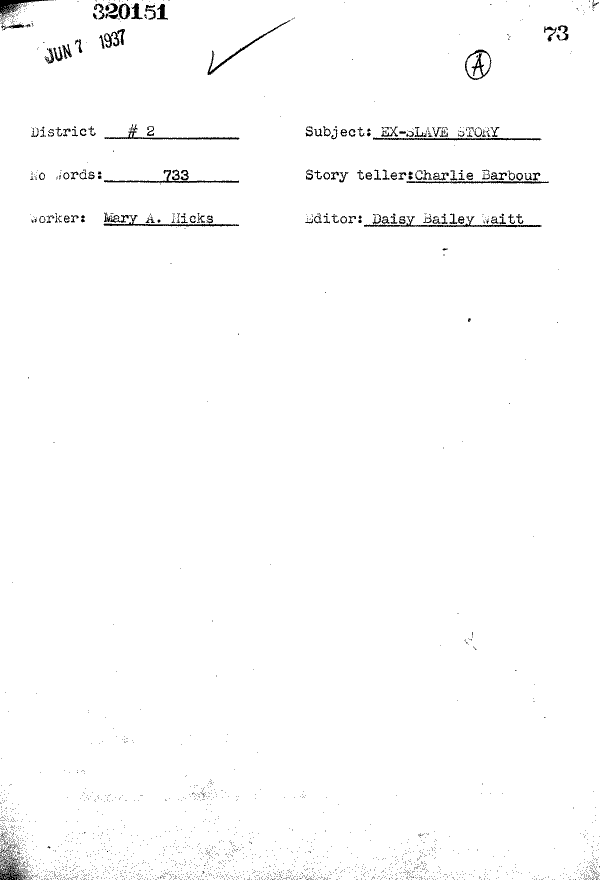 320151
JUN 7 1937
73
A
District # 2 Subject: EX-SLAVE STORY
No Words: 733 Story teller: Charlie Barbour
Worker: Mary A. Hicks Editor: Daisy Bailey Waitt